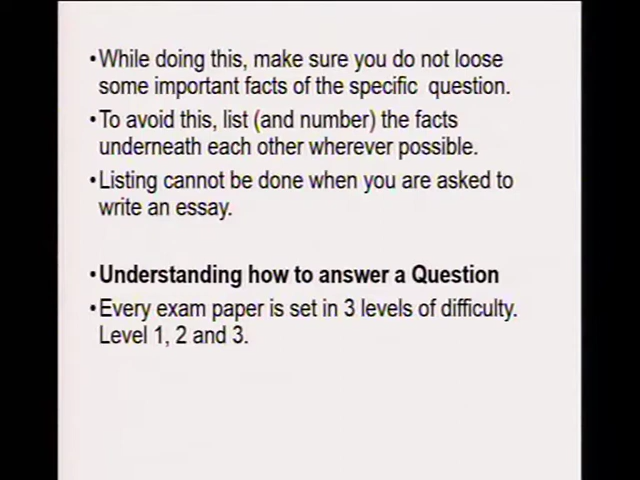 •While doing this, make sure you do not loose
some important facts of the specific question.
•To avoid this, list (and number) the facts
underneath each other wherever possible.
•Listing cannot be done when you are asked to
write an essay.
•Understanding how to answer a Question
•Every exam paper is set in 3 levels of difficulty.
Level 1, 2 and 3.